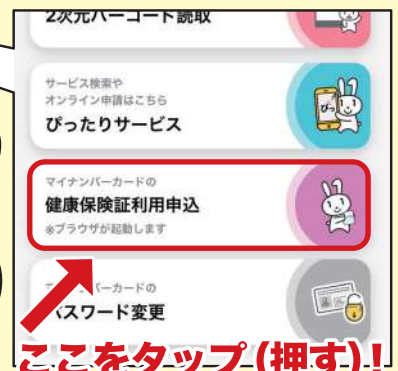 2次元バーコード読取
サービス検索や
オンライン申請はこちら
ぴったりサービス
マイナンバーカードの
健康保険証利用申込
※ブラウザが起動します
バーカードの
スワード変更
ここをタップ(押す)!